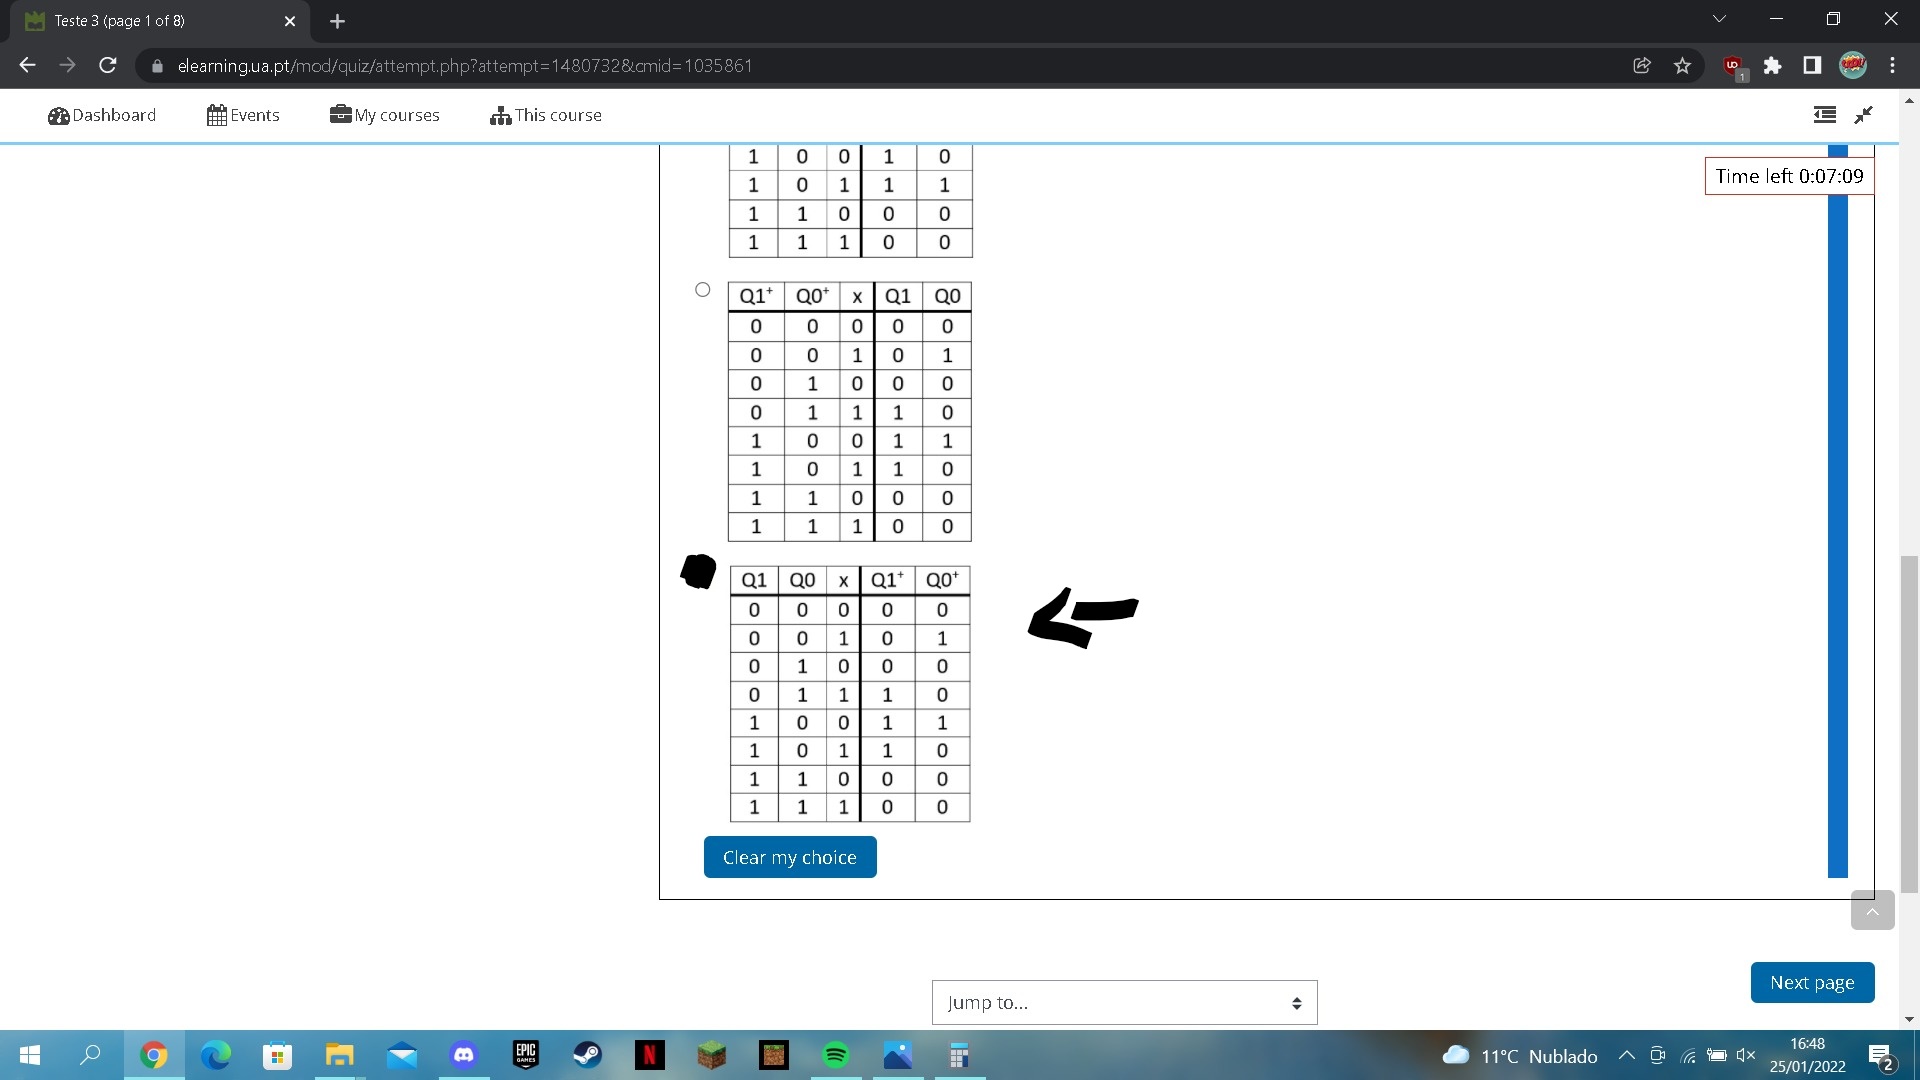 Teste 3 (page 1 of 8)
elearning.ua.pt/mod/quiz/attempt.php?attempt=1480732&cmid=1035861
1
Dashboard Events My courses This course
Time left 0:07:09
1 0 0 1 0
1 0 1 1 1
1 1 0 0 0
1 1 1 0 0
Q1+ Q0+ x Q1 Q0
0 0 0 0 0
0 0 1 0 1
0 1 0 0 0
0 1 1 1 0
1 0 0 1 1
1 0 1 1 0
1 1 0 0 0
1 1 1 0 0
Q1 Q0 x Q1+ Q0+
0 0 0 0 0
0 0 1 0 1
0 1 0 0 0
0 1 1 1 0
1 0 0 1 1
1 0 1 1 0
1 1 0 0 0
1 1 1 0 0
Clear my choice
Next page
Jump to...
EPIC
GAMES
N
11°C Nublado
16:48
25/01/2022
2